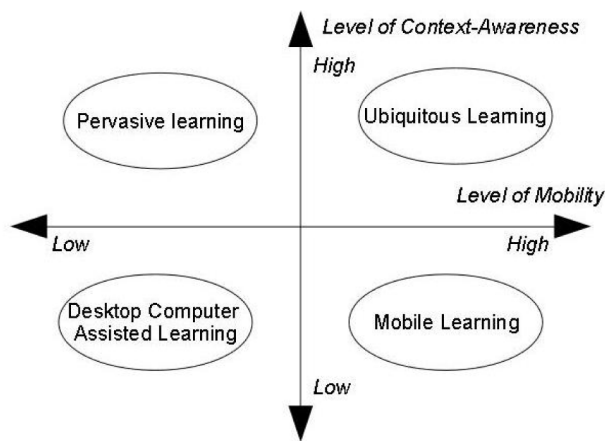 Level of Context-Awareness
High
Pervasive learning
Ubiquitous Learning
Level of Mobility
Low
High
Desktop Computer
Assisted Learning
Mobile Learning
Low